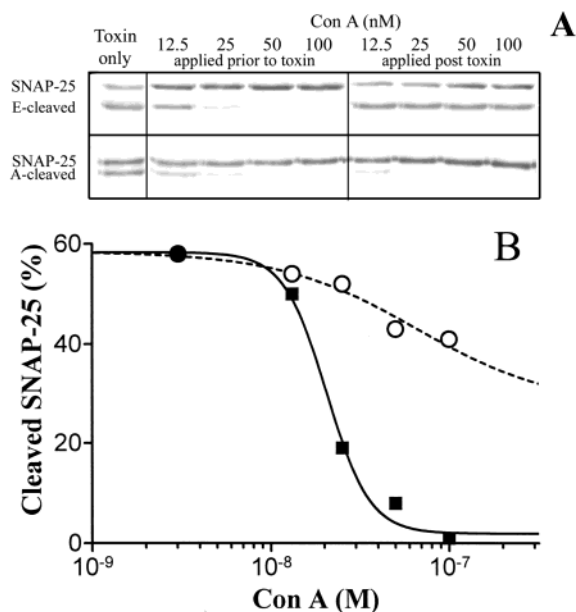 A
Con A (nM)
Toxin only 12.5 25 50 100 12.5 25 50 100
applied prior to toxin applied post toxin
SNAP-25
E-cleaved
SNAP-25
A-cleaved
B
60
40
20
0
Cleaved SNAP-25 (%)
10⁻⁹ 10⁻⁸ 10⁻⁷
Con A (M)